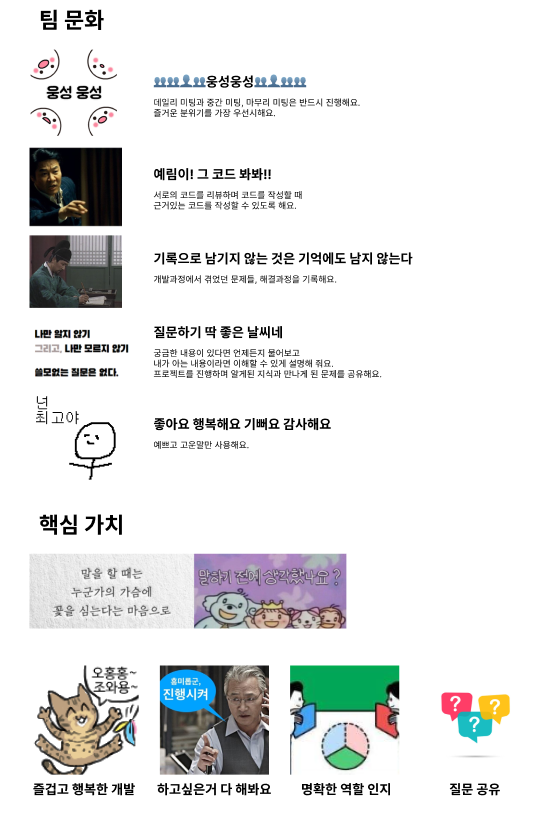 팀 문화
웅성 웅성
👥👥👤👥웅성웅성👥👤👥👥
데일리 미팅과 중간 미팅, 마무리 미팅은 반드시 진행해요.
즐거운 분위기를 가장 우선시해요.
예림이! 그 코드 봐봐!!
서로의 코드를 리뷰하며 코드를 작성할 때
근거있는 코드를 작성할 수 있도록 해요.
기록으로 남기지 않는 것은 기억에도 남지 않는다
개발과정에서 겪었던 문제들, 해결과정을 기록해요.
나만 알지 않기
그리고, 나만 모르지 않기
쓸모없는 질문은 없다.
질문하기 딱 좋은 날씨네
궁금한 내용이 있다면 언제든지 물어보고
내가 아는 내용이라면 이해할 수 있게 설명해 줘요.
프로젝트를 진행하며 알게된 지식과 만나게 된 문제를 공유해요.
넌
최고야
좋아요 행복해요 기뻐요 감사해요
예쁘고 고운말만 사용해요.
핵심 가치
말을 할 때는
누군가의 가슴에
꽃을 심는다는 마음으로
말하기 전에 생각했나요?
오홍홍~
조와용~
흥미롭군,
진행시켜
즐겁고 행복한 개발
하고싶은거 다 해봐요
명확한 역할 인지
? ? ?
질문 공유